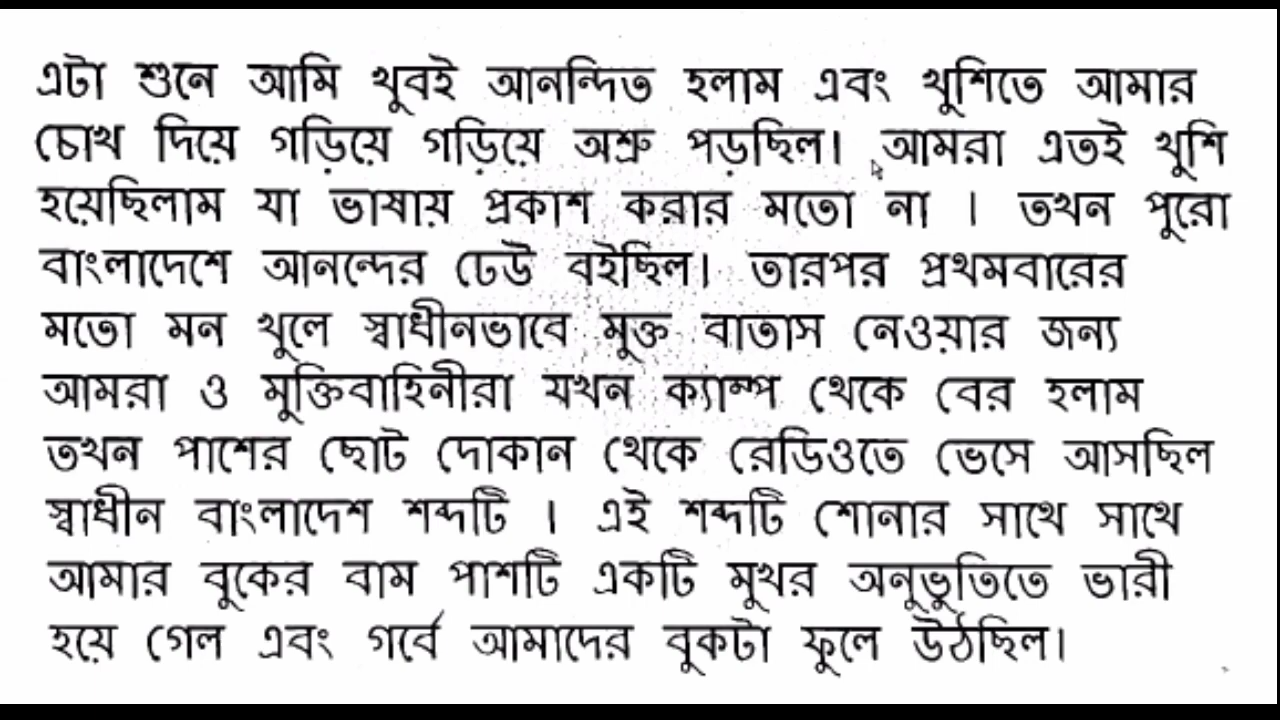 এটা শুনে আমি খুবই আনন্দিত হলাম এবং খুশিতে আমার
চোখ দিয়ে গড়িয়ে গড়িয়ে অশ্রু পড়ছিল। আমরা এতই খুশি
হয়েছিলাম যা ভাষায় প্রকাশ করার মতো না । তখন পুরো
বাংলাদেশে আনন্দের ঢেউ বইছিল। তারপর প্রথমবারের
মতো মন খুলে স্বাধীনভাবে মুক্ত বাতাস নেওয়ার জন্য
আমরা ও মুক্তিবাহিনীরা যখন ক্যাম্প থেকে বের হলাম
তখন পাশের ছোট দোকান থেকে রেডিওতে ভেসে আসছিল
স্বাধীন বাংলাদেশ শব্দটি । এই শব্দটি শোনার সাথে সাথে
আমার বুকের বাম পাশটি একটি মুখর অনুভুতিতে ভারী
হয়ে গেল এবং গর্বে আমাদের বুকটা ফুলে উঠছিল।